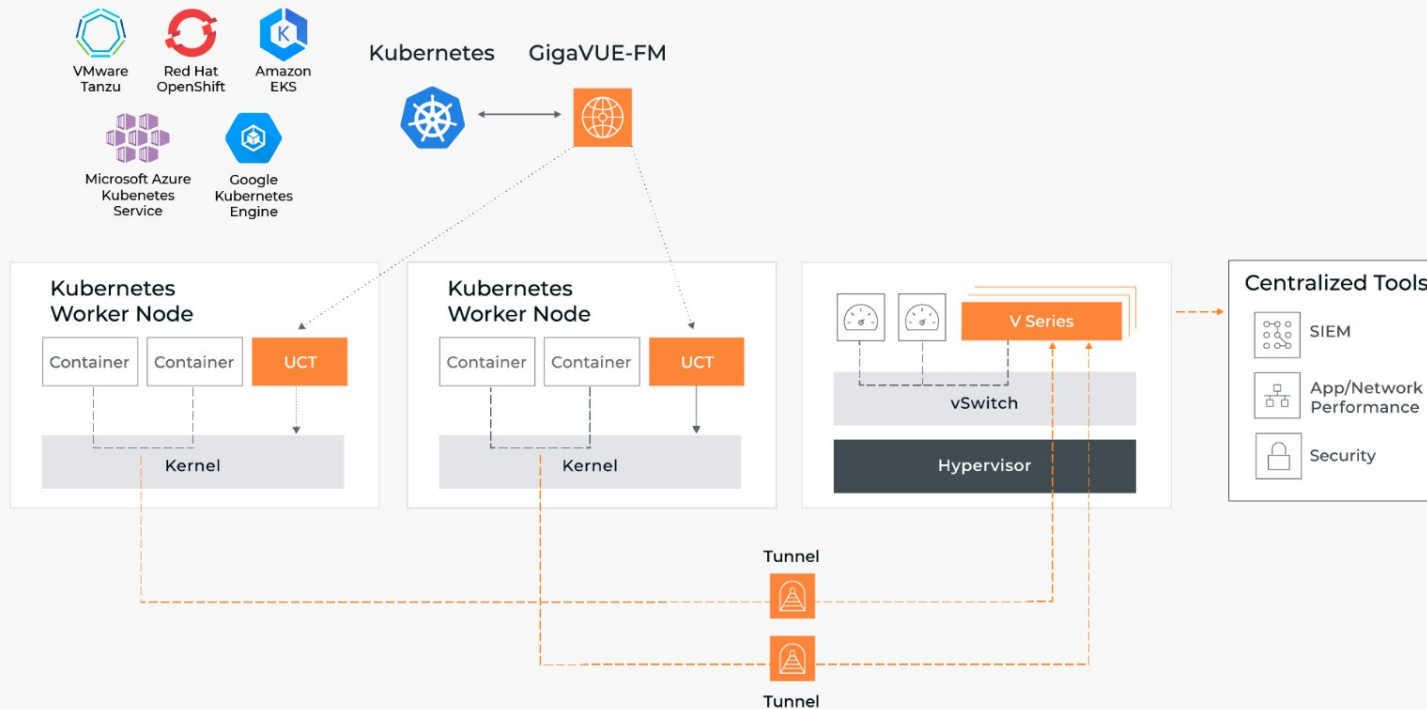 VMware
Tanzu
Red Hat
OpenShift
Amazon
EKS
Microsoft Azure
Kubenetes
Service
Google
Kubernetes
Engine
Kubernetes
GigaVUE-FM
Kubernetes
Worker Node
Container
Container
UCT
Kernel
Kubernetes
Worker Node
Container
Container
UCT
Kernel
V Series
vSwitch
Hypervisor
Centralized Tools
SIEM
App/Network
Performance
Security
Tunnel
Tunnel